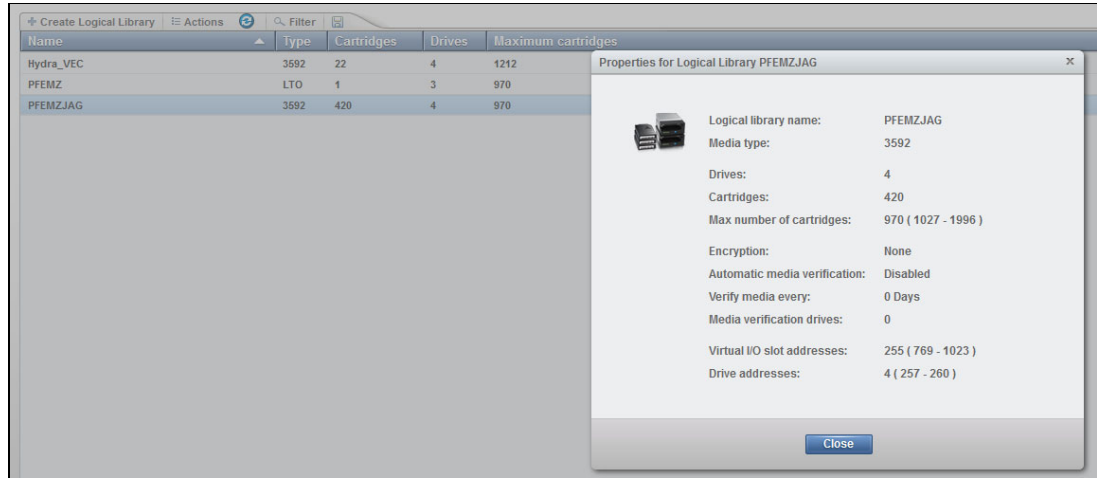 Create Logical Library Actions Filter
Name Type Cartridges Drives Maximum cartridges
Hydra_VEC 3592 22 4 1212
PFEMZ LTO 1 3 970
PFEMZJAG 3592 420 4 970
Properties for Logical Library PFEMZJAG x
Logical library name: PFEMZJAG
Media type: 3592
Drives: 4
Cartridges: 420
Max number of cartridges: 970 ( 1027 - 1996 )
Encryption: None
Automatic media verification: Disabled
Verify media every: 0 Days
Media verification drives: 0
Virtual I/O slot addresses: 255 ( 769 - 1023 )
Drive addresses: 4 ( 257 - 260 )
Close